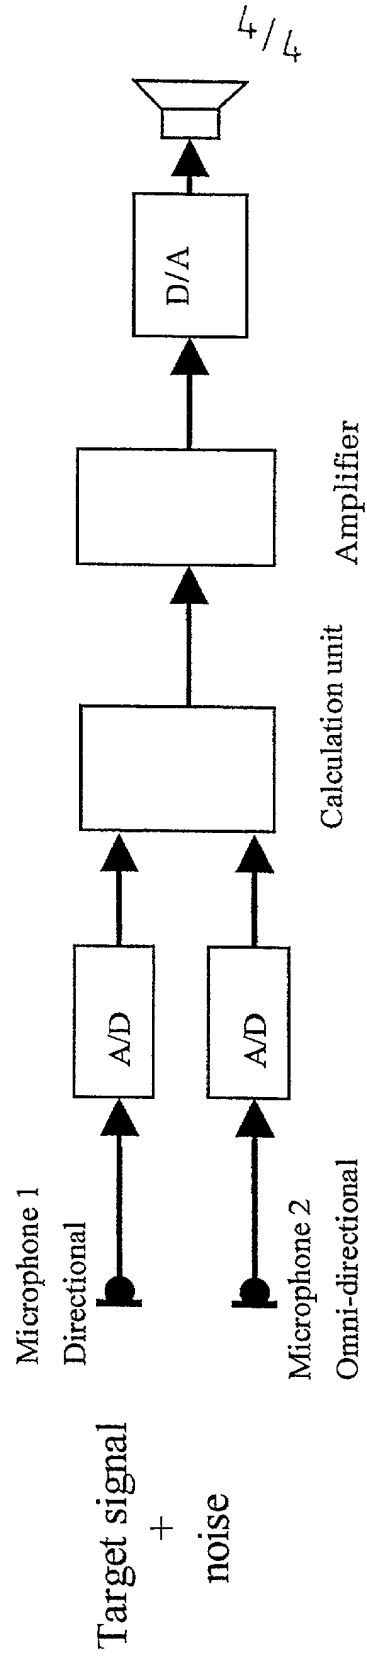 Target signal
+
noise
Microphone 1
Directional
Microphone 2
Omni-directional
A/D
A/D
Calculation unit
Amplifier
D/A
4/4